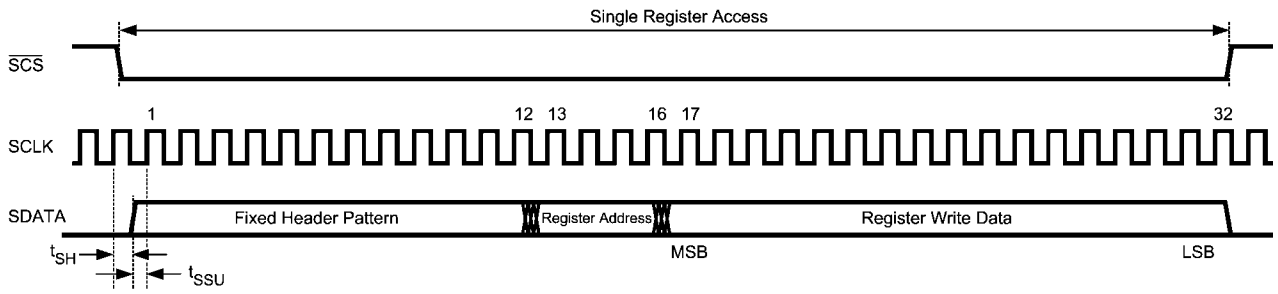 Single Register Access
SCS
1 12 13 16 17 32
SCLK
SDATA Fixed Header Pattern Register Address Register Write Data
tSH MSB LSB
tSSU